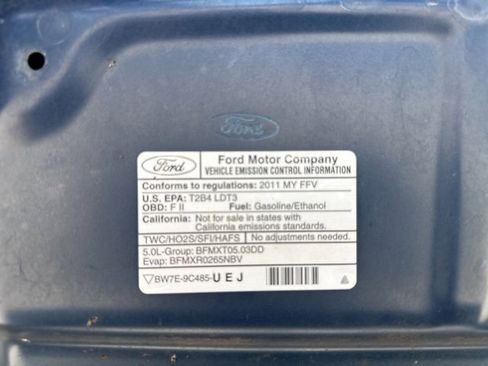 Ford
Ford
Ford Motor Company
VEHICLE EMISSION CONTROL INFORMATION
Conforms to regulations: 2011 MY FFV
U.S. EPA: T2B4 LDT3
OBD: F II Fuel: Gasoline/Ethanol
California: Not for sale in states with
California emissions standards.
TWC/HO2S/SFI/HAFS No adjustments needed.
5.0L-Group: BFMXT05.03DD
Evap: BFMXR0265NBV
BW7E-9C485-UEJ